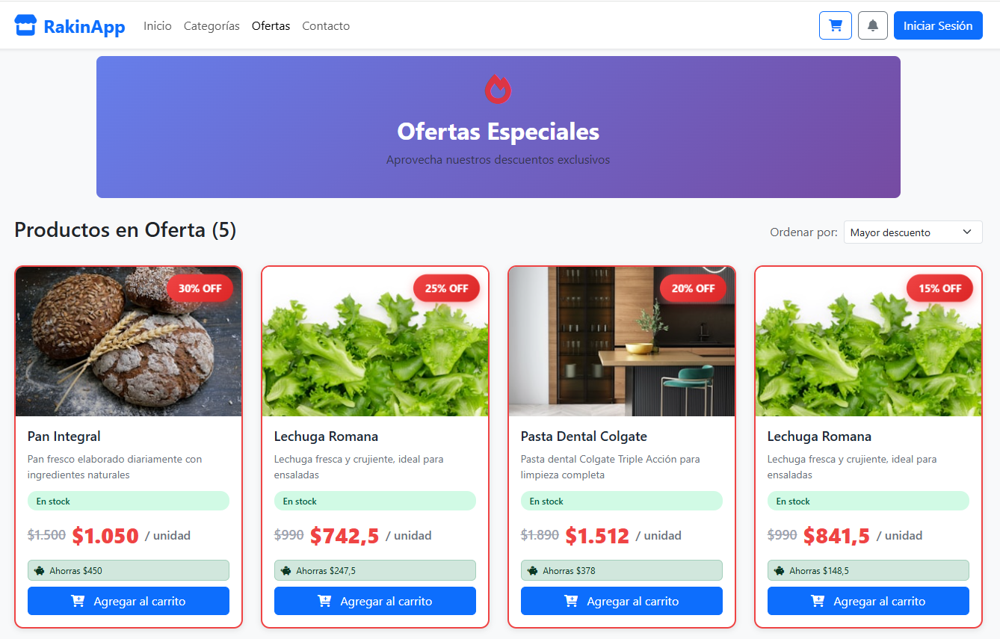 RakinApp Inicio Categorías Ofertas Contacto Iniciar Sesión
Ofertas Especiales
Aprovecha nuestros descuentos exclusivos
Productos en Oferta (5)
Ordenar por: Mayor descuento
30% OFF
Pan Integral
Pan fresco elaborado diariamente con
ingredientes naturales
En stock
$1.500 $1.050 / unidad
Ahorras $450
Agregar al carrito
25% OFF
Lechuga Romana
Lechuga fresca y crujiente, ideal para
ensaladas
En stock
$990 $742,5 / unidad
Ahorras $247,5
Agregar al carrito
20% OFF
Pasta Dental Colgate
Pasta dental Colgate Triple Acción para
limpieza completa
En stock
$1.890 $1.512 / unidad
Ahorras $378
Agregar al carrito
15% OFF
Lechuga Romana
Lechuga fresca y crujiente, ideal para
ensaladas
En stock
$990 $841,5 / unidad
Ahorras $148,5
Agregar al carrito